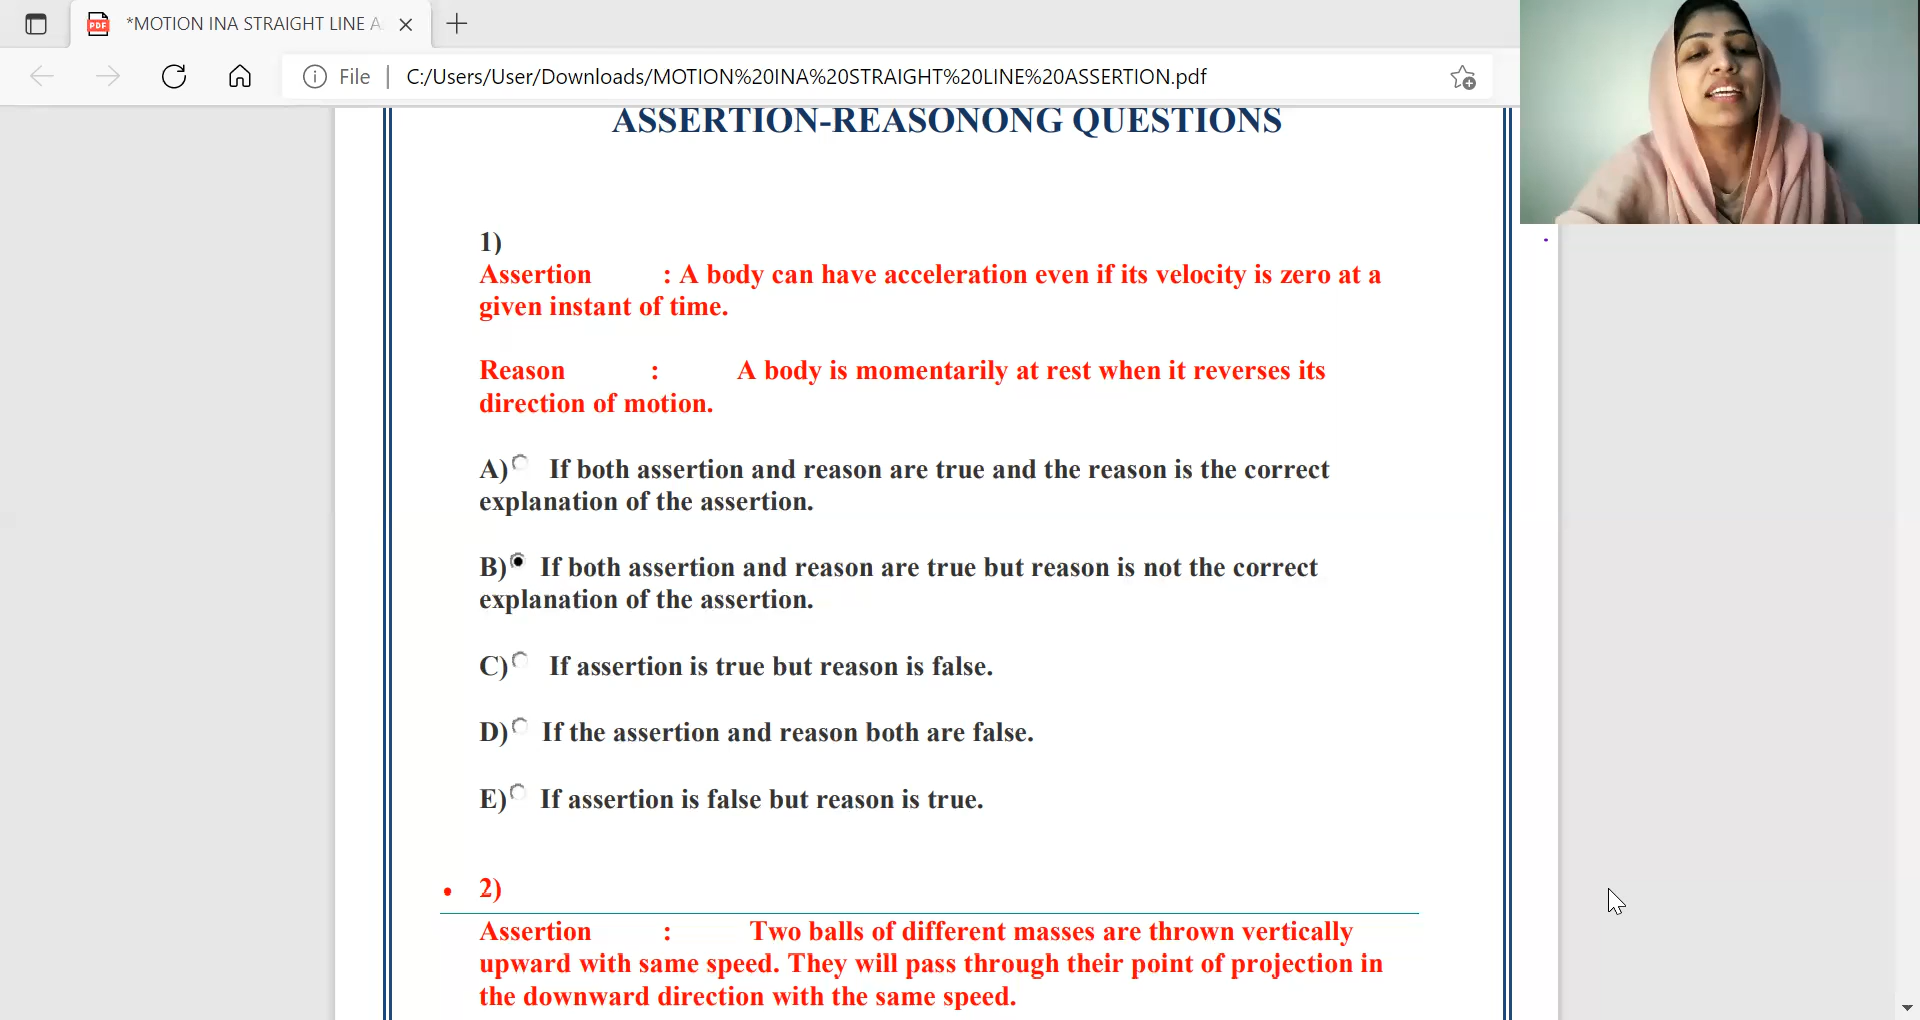 *MOTION INA STRAIGHT LINE A
File
C:/Users/User/Downloads/MOTION%20INA%20STRAIGHT%20LINE%20ASSERTION.pdf
ASSERTION-REASONONG QUESTIONS
1)
Assertion : A body can have acceleration even if its velocity is zero at a
given instant of time.
Reason : A body is momentarily at rest when it reverses its
direction of motion.
A) If both assertion and reason are true and the reason is the correct
explanation of the assertion.
B) If both assertion and reason are true but reason is not the correct
explanation of the assertion.
C) If assertion is true but reason is false.
D) If the assertion and reason both are false.
E) If assertion is false but reason is true.
• 2)
Assertion : Two balls of different masses are thrown vertically
upward with same speed. They will pass through their point of projection in
the downward direction with the same speed.